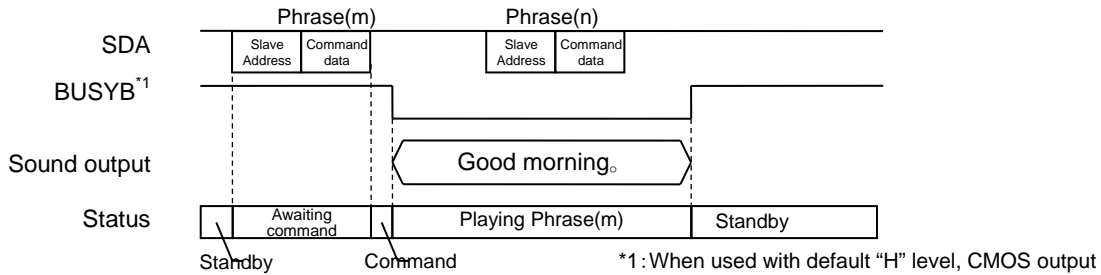 Phrase(m) Phrase(n)
SDA Slave Address Command data Slave Address Command data
BUSYB*1
Sound output Good morning。
Status Awaiting command Playing Phrase(m) Standby
Standby Command *1:When used with default “H” level, CMOS output